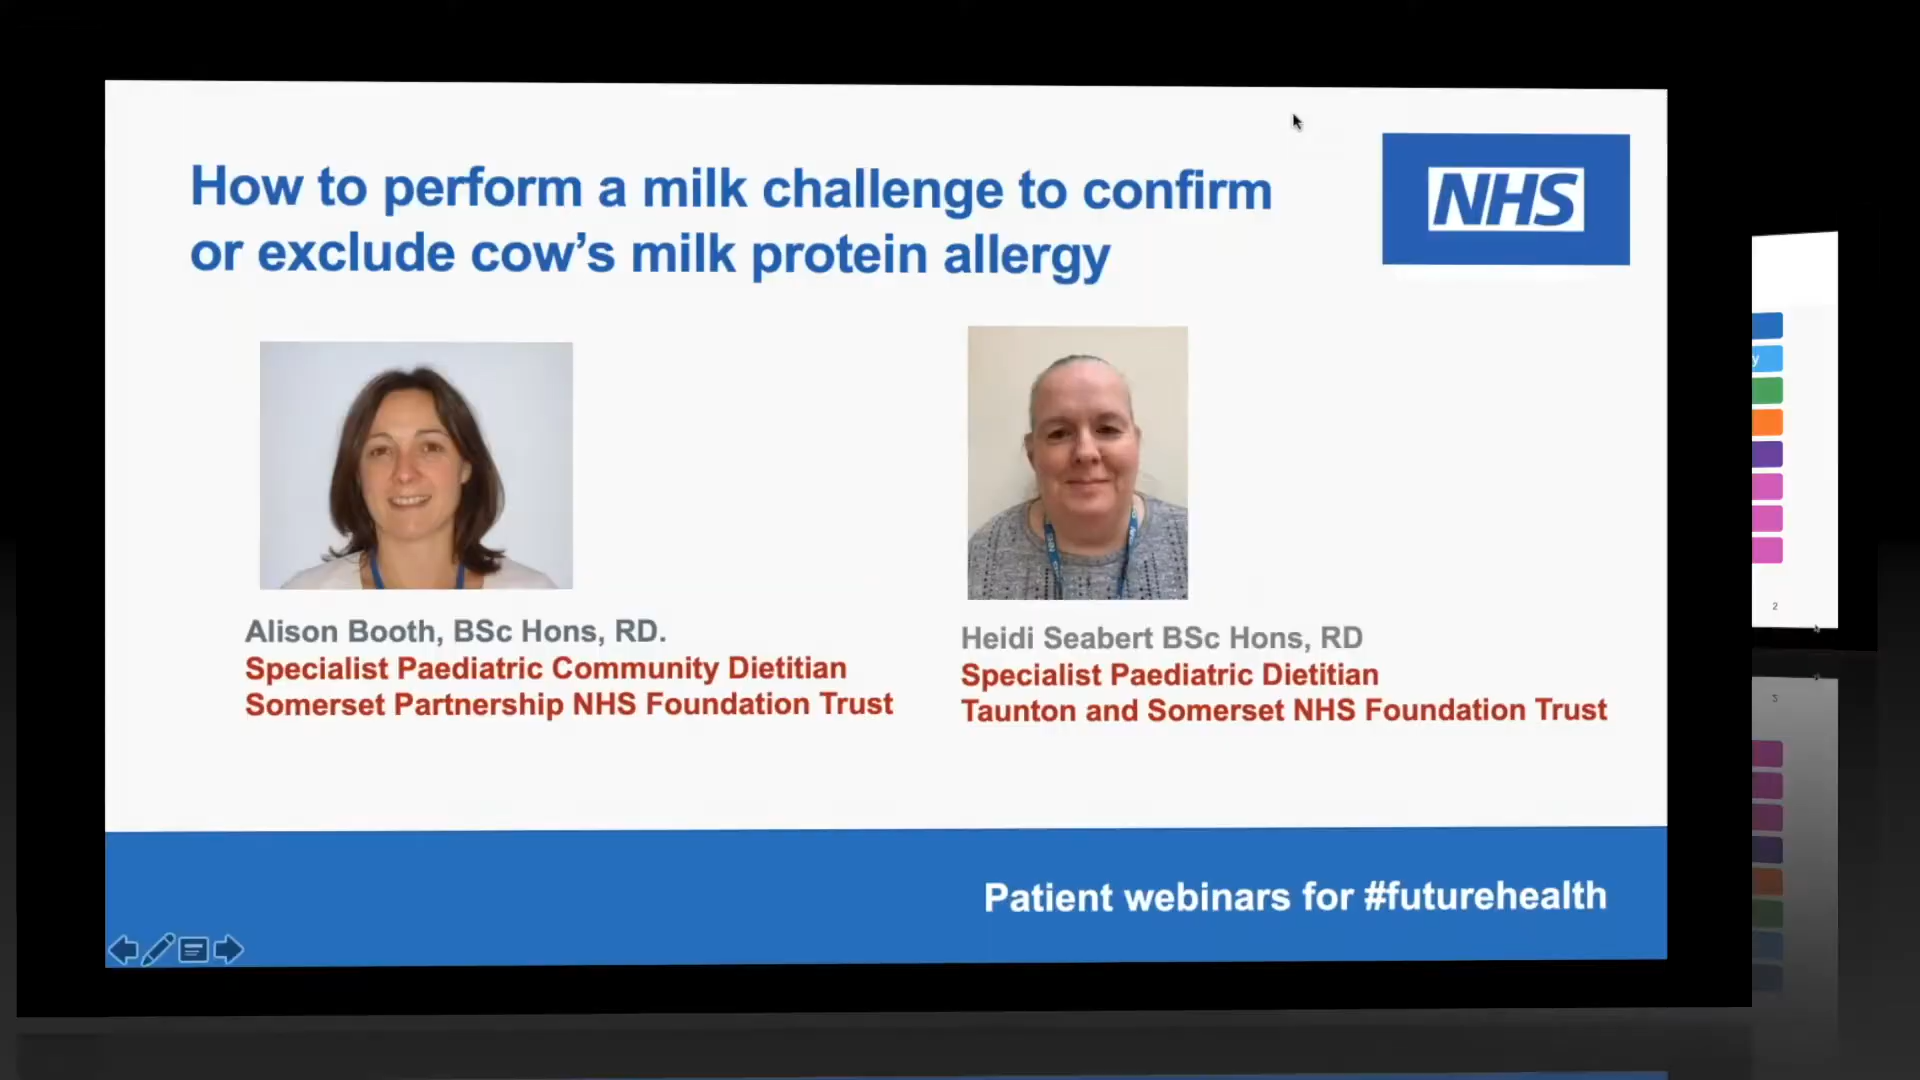 How to perform a milk challenge to confirm
or exclude cow's milk protein allergy
NHS
Alison Booth, BSc Hons, RD.
Specialist Paediatric Community Dietitian
Somerset Partnership NHS Foundation Trust
Heidi Seabert BSc Hons, RD
Specialist Paediatric Dietitian
Taunton and Somerset NHS Foundation Trust
Patient webinars for #futurehealth
y
2